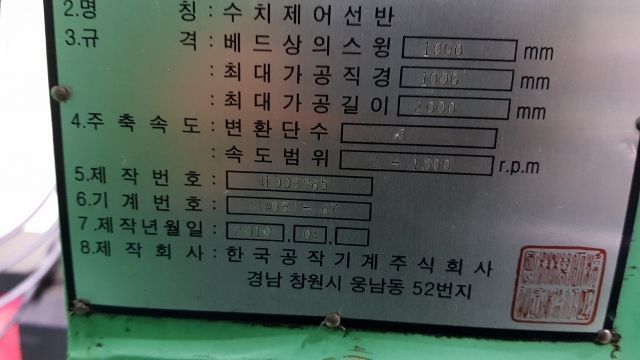 2.명 칭 : 수치제어선반
3.규 격 : 베드상의스윙 1000 mm
: 최대가공직경 1000 mm
: 최대가공길이 2000 mm
4.주축속도 : 변환단수 3
: 속도범위 - 1800 r.p.m
5.제작번호 :
6.기계번호 :
7.제작년월일 : 2010 . 04 .
8.제작회사 : 한국공작기계주식회사
경남 창원시 웅남동 52번지